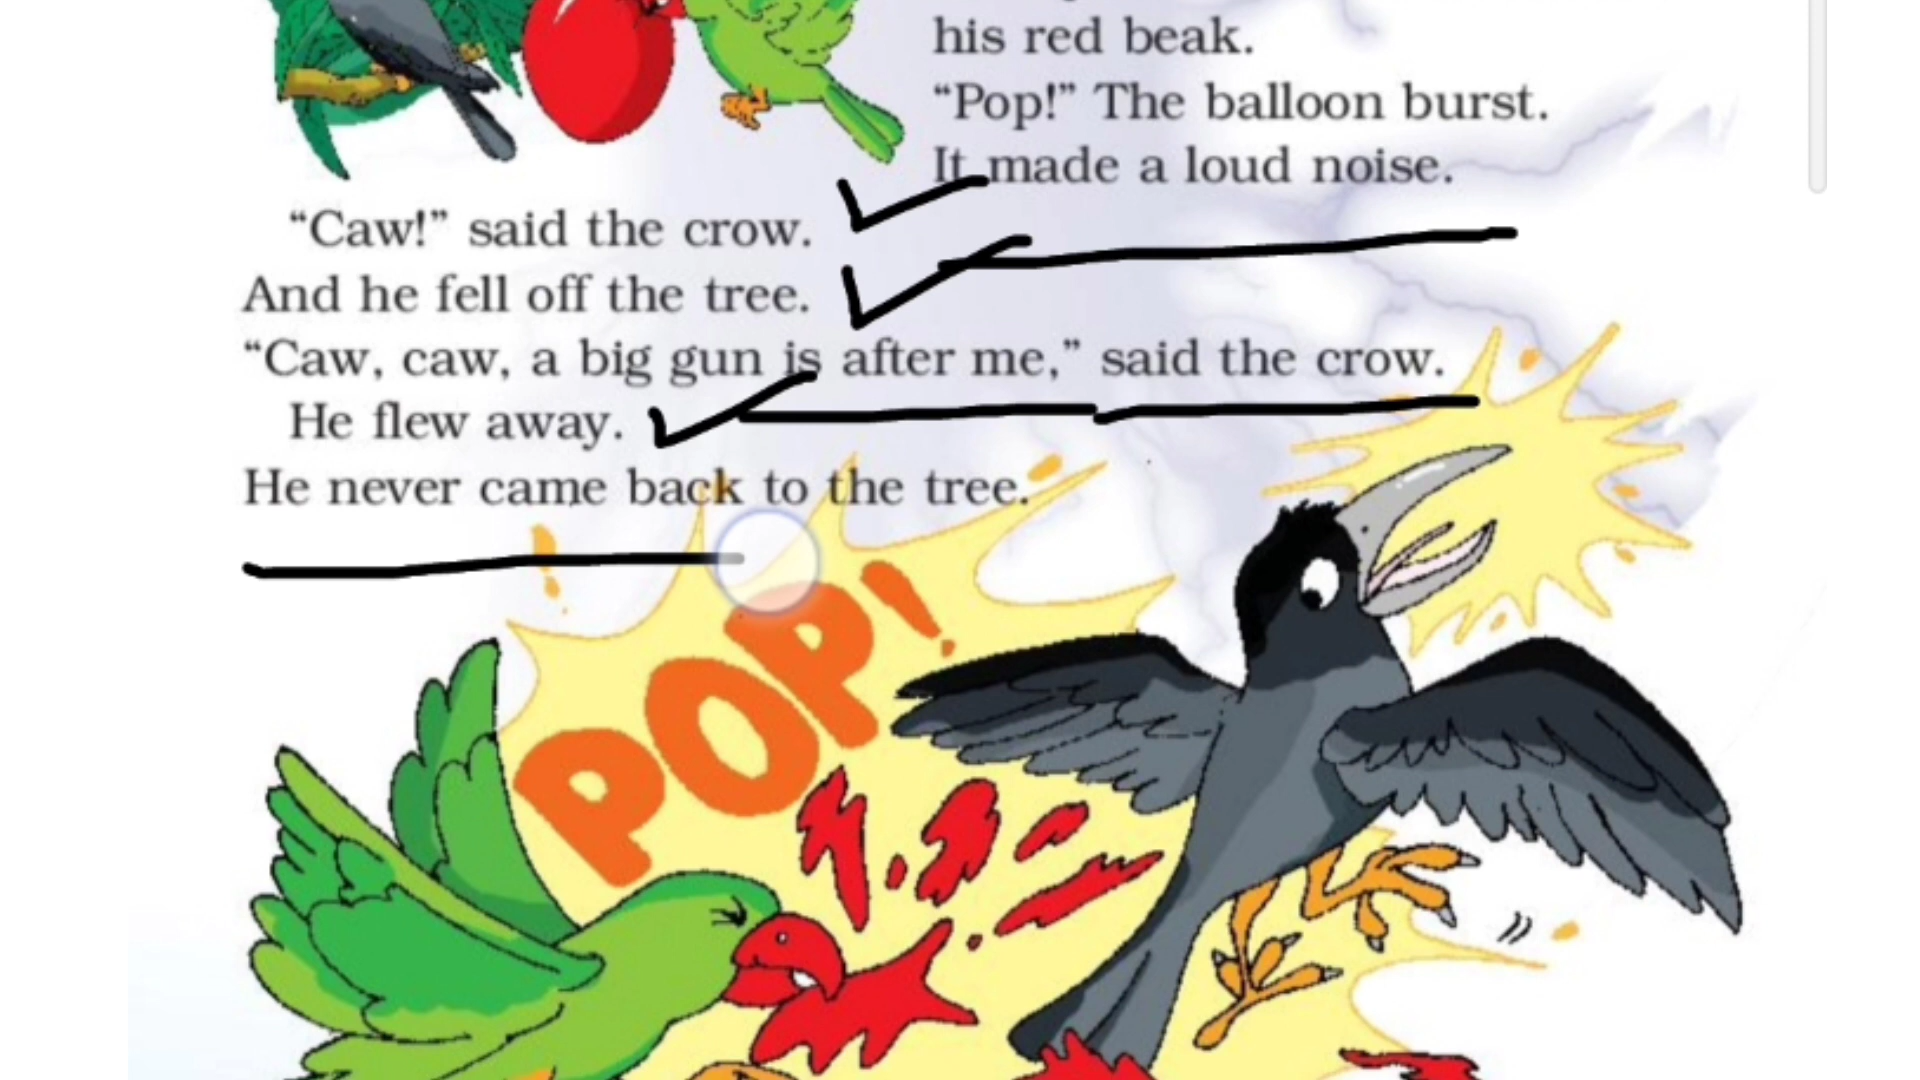 his red beak.
“Pop!” The balloon burst.
It made a loud noise.
“Caw!” said the crow.
And he fell off the tree.
“Caw, caw, a big gun is after me,” said the crow.
He flew away.
He never came back to the tree.
POP!